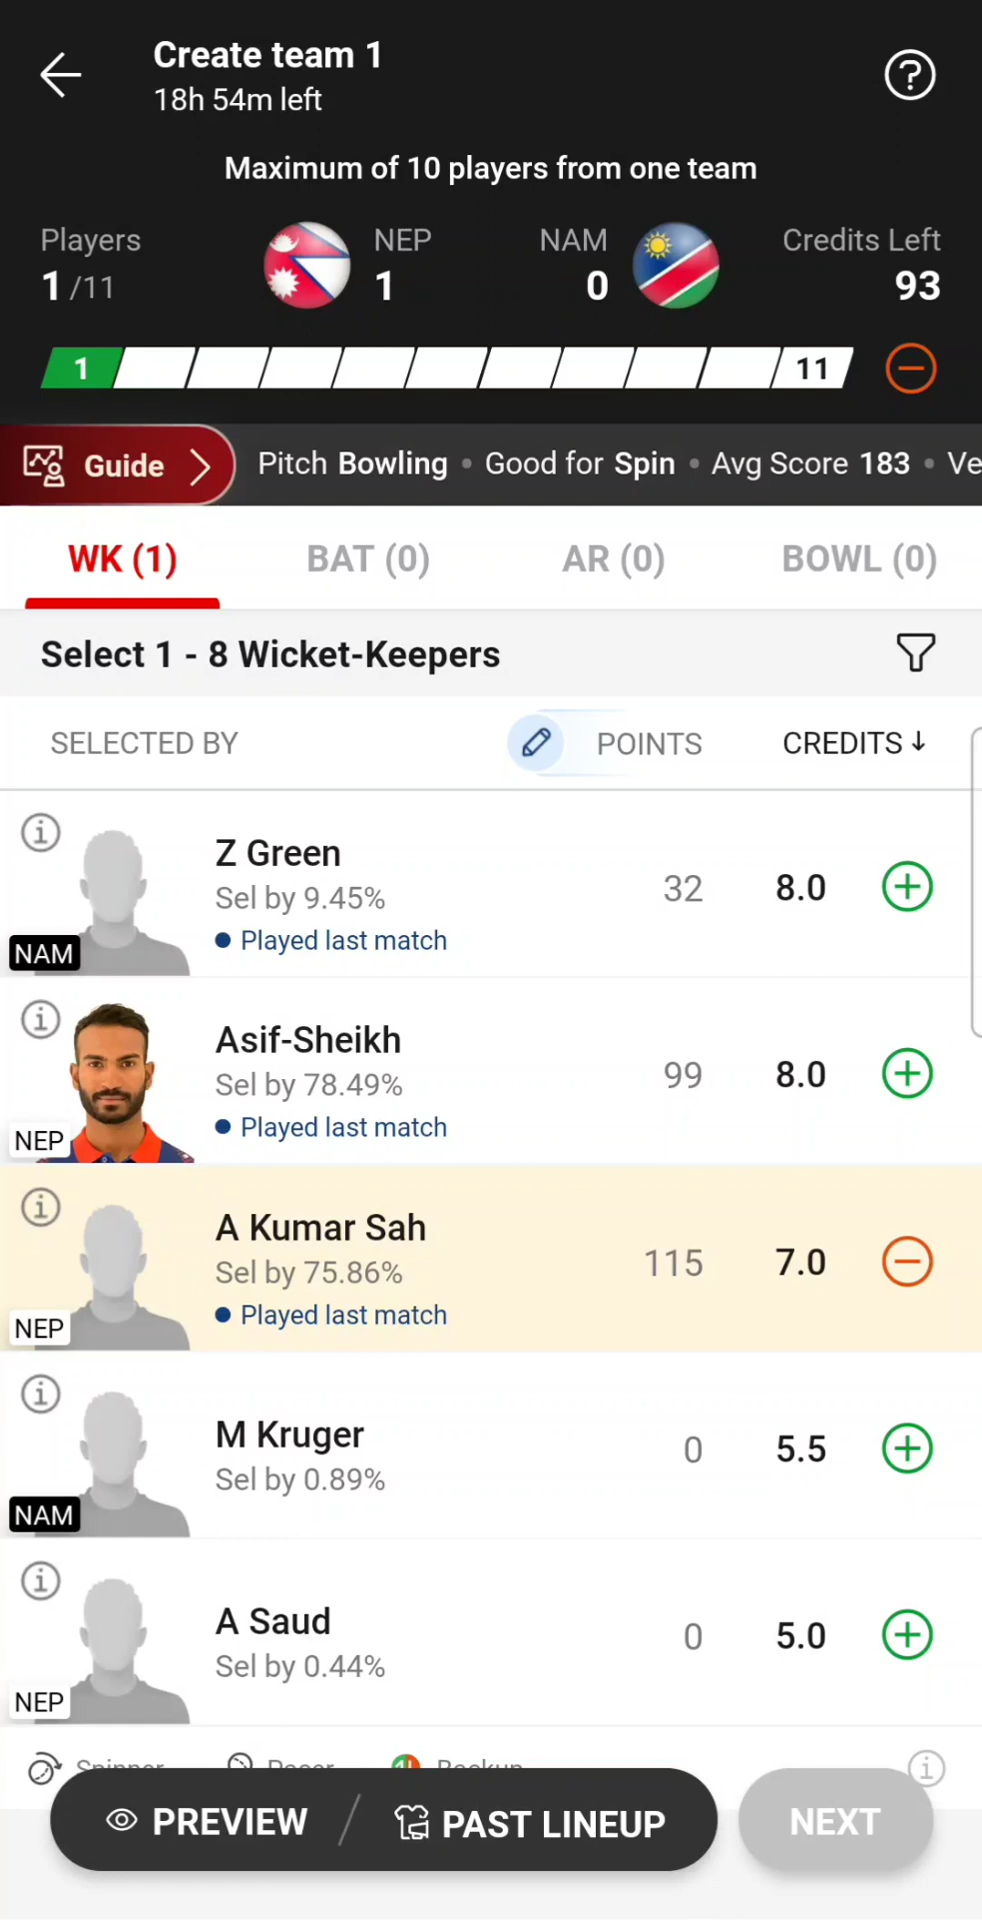 Create team 1
18h 54m left
Maximum of 10 players from one team
Players NEP NAM Credits Left
1 /11 1 0 93
1 11
Guide Pitch Bowling • Good for Spin • Avg Score 183 • Ve
WK (1) BAT (0) AR (0) BOWL (0)
Select 1 - 8 Wicket-Keepers
SELECTED BY POINTS CREDITS ↓
Z Green
Sel by 9.45% 32 8.0
• Played last match
NAM
Asif-Sheikh
Sel by 78.49% 99 8.0
• Played last match
NEP
A Kumar Sah
Sel by 75.86% 115 7.0
• Played last match
NEP
M Kruger
Sel by 0.89% 0 5.5
NAM
A Saud
Sel by 0.44% 0 5.0
NEP
Spinner Pacer Backup
PREVIEW / PAST LINEUP NEXT